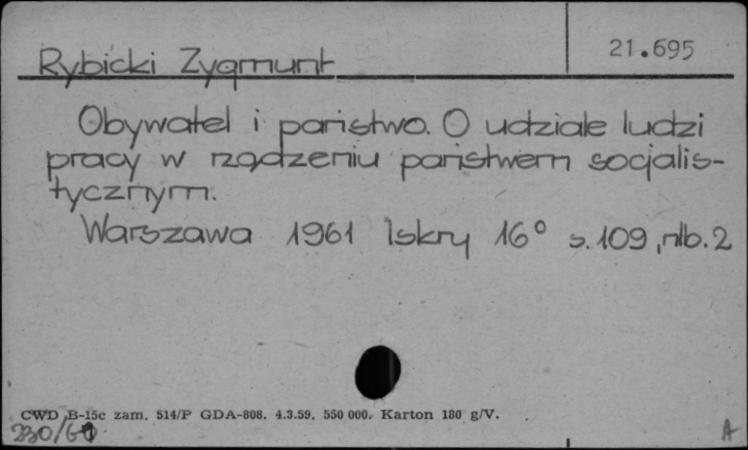 Rybicki Zygmunt
21.695
Obywatel i państwo. O udziale ludzi
pracy w rządzeniu państwem socjalis-
tycznym.
Warszawa 1961 Iskry 16° s.109, nlb.2
CWD B-15c zam. 514/P GDA-808. 4.3.59. 550 000. Karton 180 g/V.
A